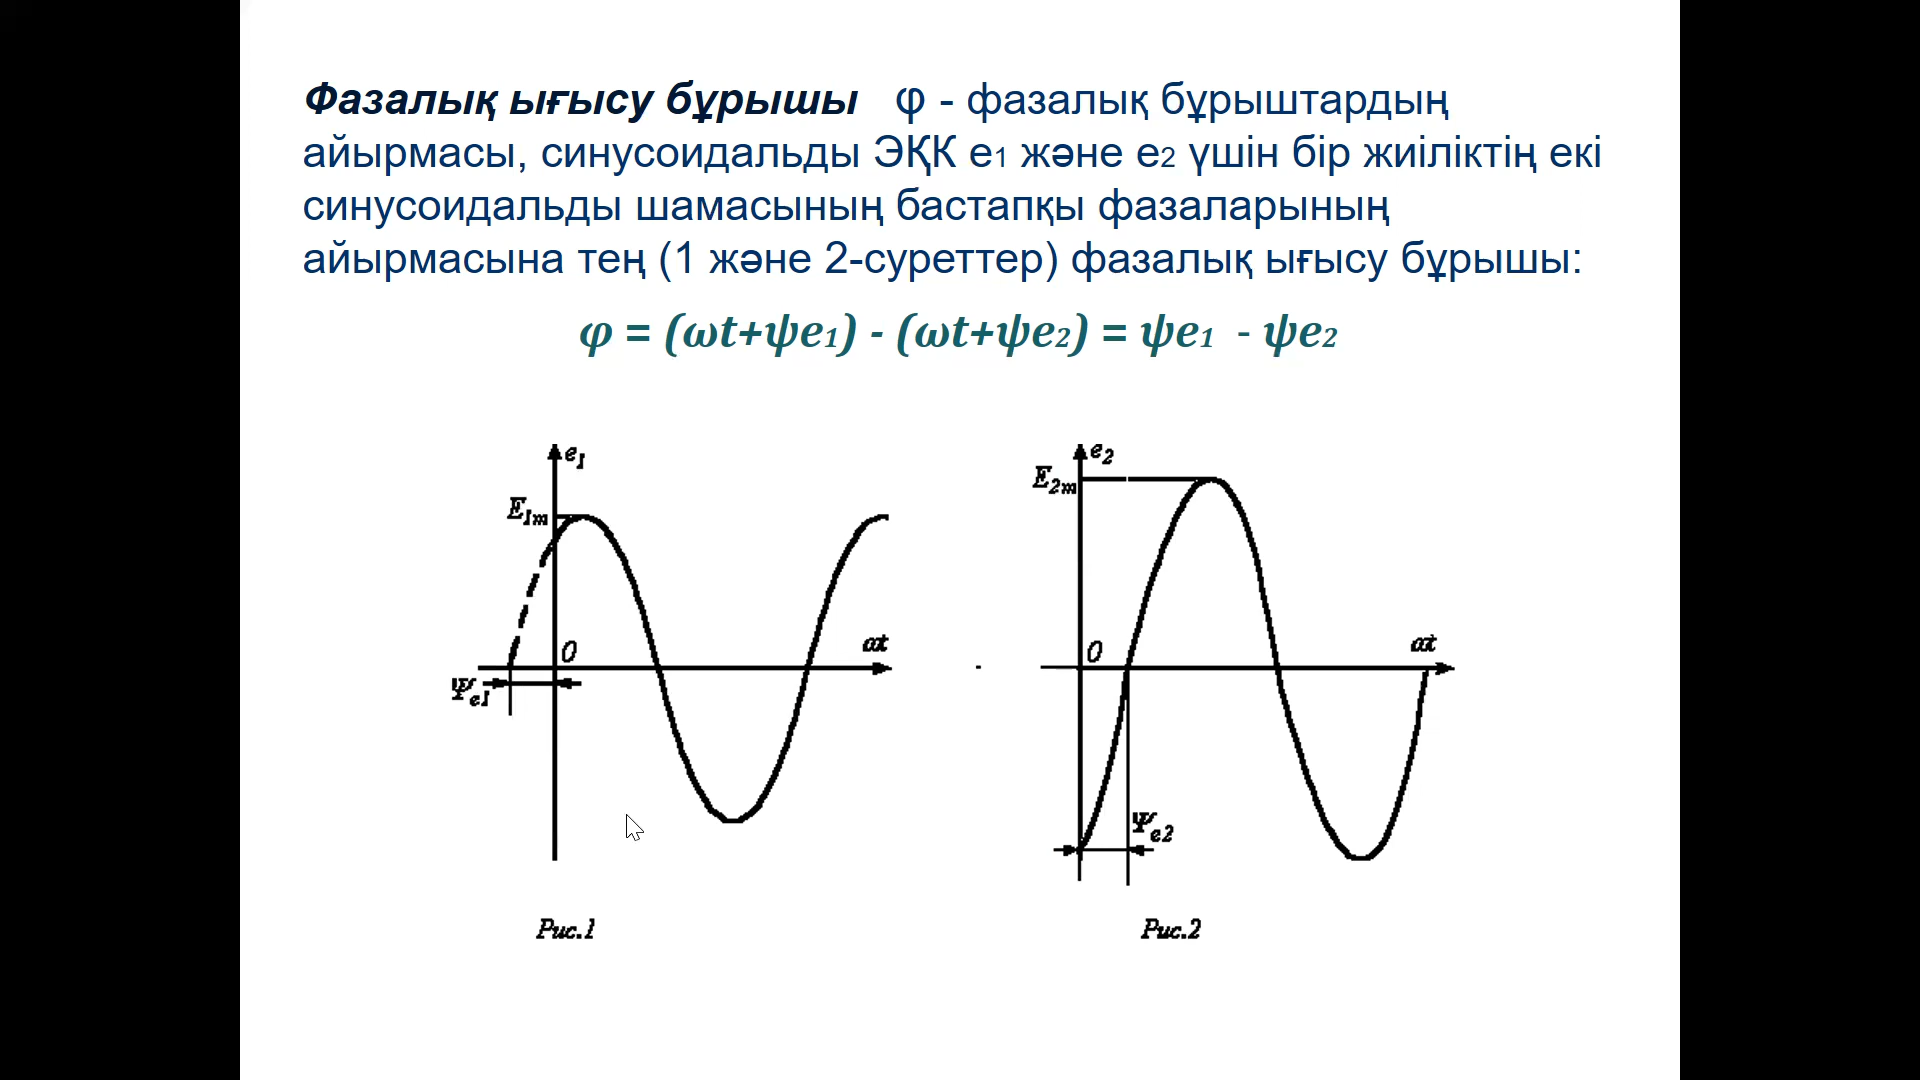 Фазалық ығысу бұрышы φ - фазалық бұрыштардың
айырмасы, синусоидальды ЭҚК е1 және е2 үшін бір жиіліктің екі
синусоидальды шамасының бастапқы фазаларының
айырмасына тең (1 және 2-суреттер) фазалық ығысу бұрышы:
φ = (ωt+ψe1) - (ωt+ψe2) = ψe1 - ψe2
e1
E1m
0
ωt
Ψe1
Рис.1
e2
E2m
0
ωt
Ψe2
Рис.2